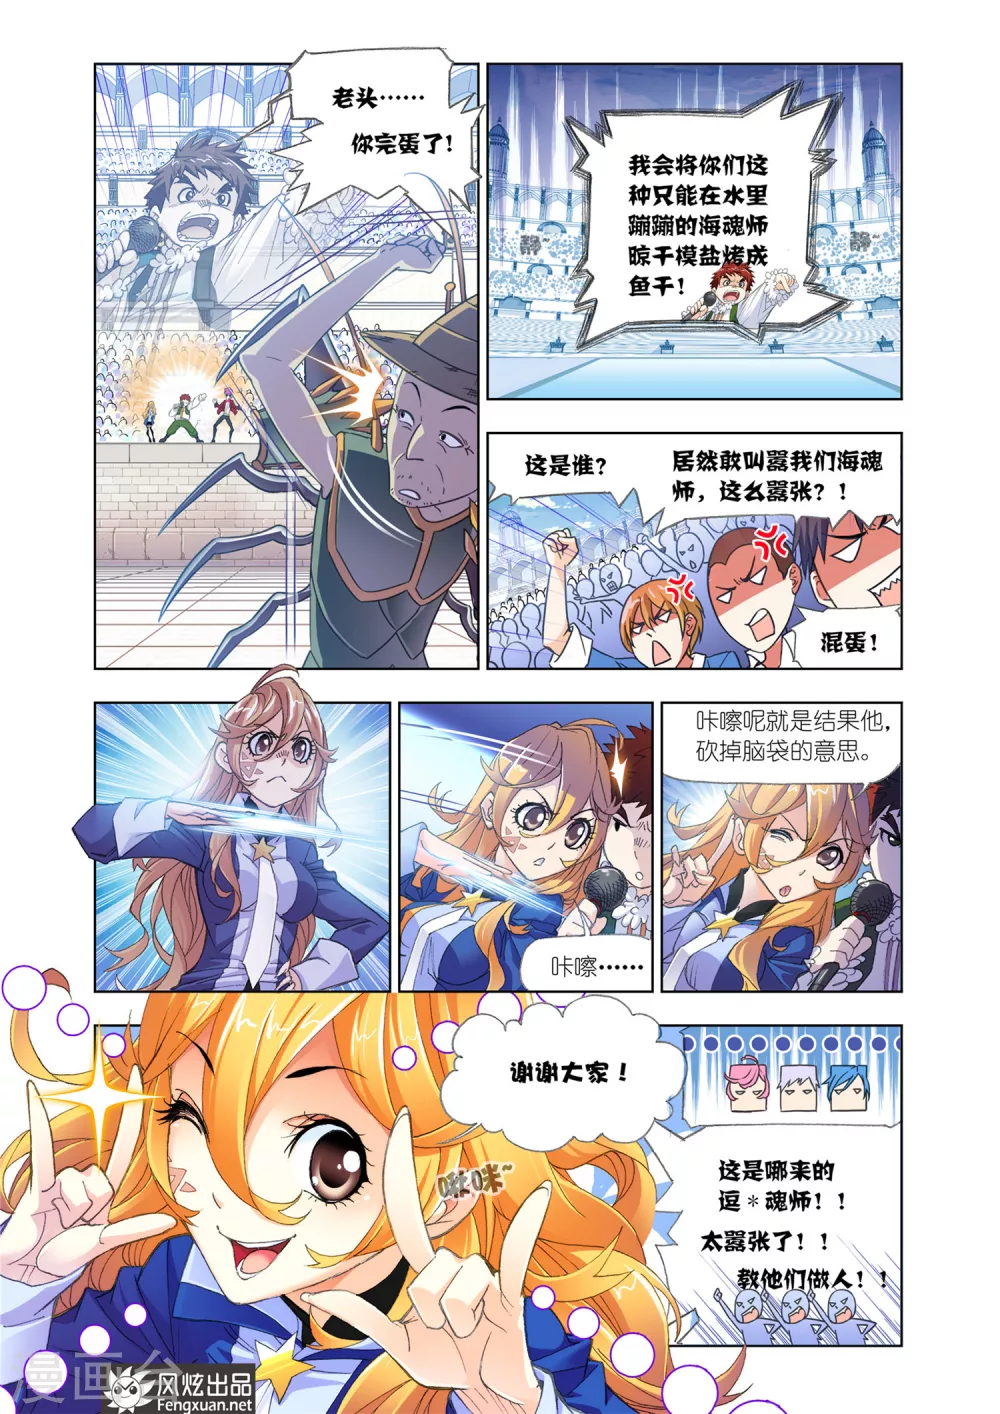 老头……
你完蛋了!
我会将你们这
种只能在水里
蹦蹦的海魂师
晾干模盐烤成
鱼干!
静~
静~
这是谁?
居然敢叫嚣我们海魂
师，这么嚣张?!
混蛋!
咔嚓……
咔嚓呢就是结果他，
砍掉脑袋的意思。
谢谢大家!
啾咪~
这是哪来的
逗*魂师!!
太嚣张了!!
教他们做人!!
漫画台
风炫出品
Fengxuan.net